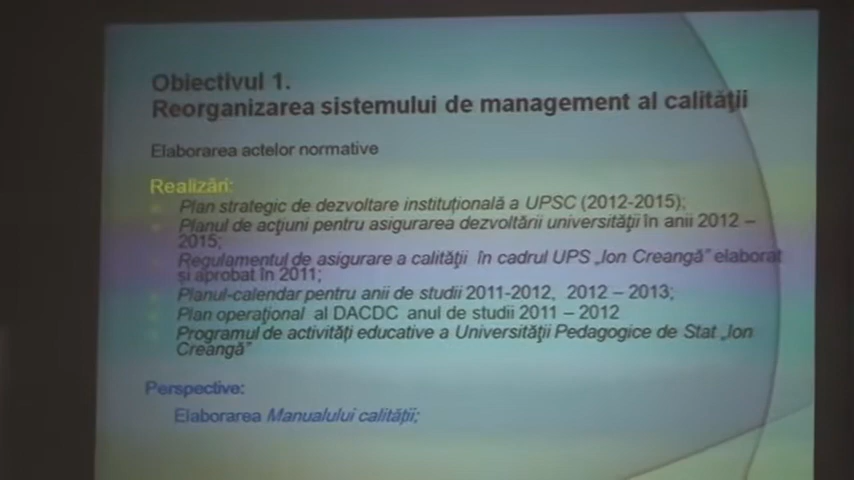 Obiectivul 1.
Reorganizarea sistemului de management al calităţii
Elaborarea actelor normative
Realizări:
Plan strategic de dezvoltare instituţională a UPSC (2012-2015);
Planul de acţiuni pentru asigurarea dezvoltării universităţii în anii 2012 –
2015;
Regulamentul de asigurare a calităţii în cadrul UPS „Ion Creangă” elaborat
şi aprobat în 2011;
Planul-calendar pentru anii de studii 2011-2012, 2012 – 2013;
Plan operaţional al DACDC anul de studii 2011 – 2012
Programul de activităţi educative a Universităţii Pedagogice de Stat „Ion
Creangă”
Perspective:
Elaborarea Manualului calităţii;